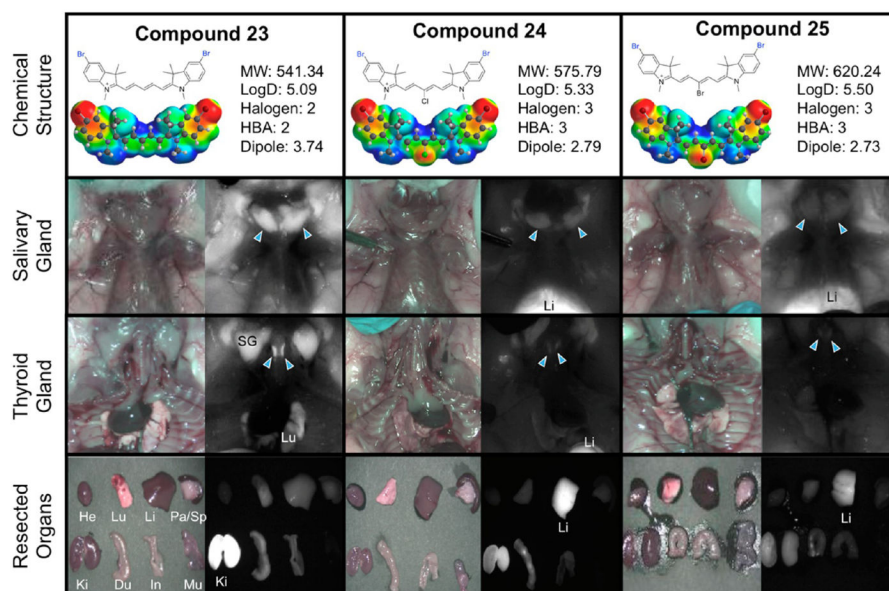 Compound 23
Compound 24
Compound 25
Chemical
Structure
Br
Br
N
N
MW: 541.34
LogD: 5.09
Halogen: 2
HBA: 2
Dipole: 3.74
Br
Br
N
N
Cl
MW: 575.79
LogD: 5.33
Halogen: 3
HBA: 3
Dipole: 2.79
Br
Br
N
N
Br
MW: 620.24
LogD: 5.50
Halogen: 3
HBA: 3
Dipole: 2.73
Salivary
Gland
Li
Li
Thyroid
Gland
SG
Lu
Li
Resected
Organs
He Lu Li Pa/Sp
Ki Du In Mu
Ki
Li
Li